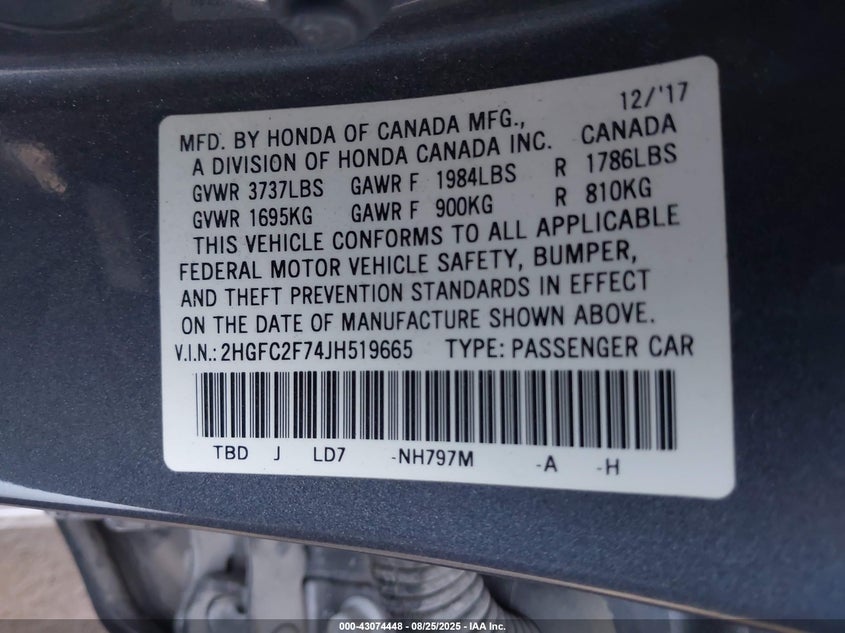 12/'17
MFD. BY HONDA OF CANADA MFG.,
A DIVISION OF HONDA CANADA INC. CANADA
GVWR 3737LBS GAWR F 1984LBS R 1786LBS
GVWR 1695KG GAWR F 900KG R 810KG
THIS VEHICLE CONFORMS TO ALL APPLICABLE
FEDERAL MOTOR VEHICLE SAFETY, BUMPER,
AND THEFT PREVENTION STANDARDS IN EFFECT
ON THE DATE OF MANUFACTURE SHOWN ABOVE.
V.I.N.: 2HGFC2F74JH519665 TYPE: PASSENGER CAR
TBD J LD7 -NH797M -A -H
000-43074448 - 08/25/2025 - IAA Inc.